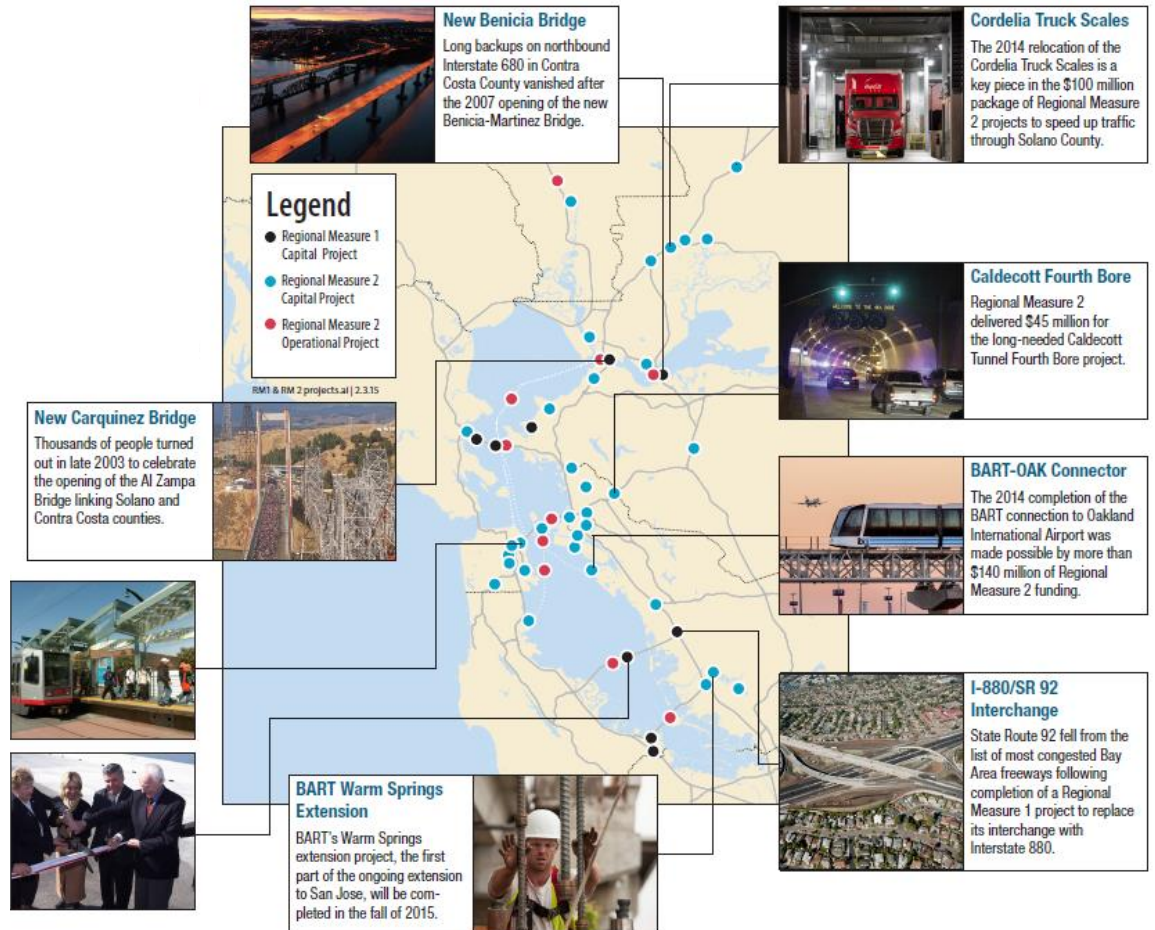 New Benicia Bridge
Long backups on northbound
Interstate 680 in Contra
Costa County vanished after
the 2007 opening of the new
Benicia-Martinez Bridge.
Cordelia Truck Scales
The 2014 relocation of the
Cordelia Truck Scales is a
key piece in the $100 million
package of Regional Measure
2 projects to speed up traffic
through Solano County.
Legend
Regional Measure 1
Capital Project
Regional Measure 2
Capital Project
Regional Measure 2
Operational Project
RM1 & RM 2 projects.ai | 2.3.15
Caldecott Fourth Bore
Regional Measure 2
delivered $45 million for
the long-needed Caldecott
Tunnel Fourth Bore project.
New Carquinez Bridge
Thousands of people turned
out in late 2003 to celebrate
the opening of the Al Zampa
Bridge linking Solano and
Contra Costa counties.
BART-OAK Connector
The 2014 completion of the
BART connection to Oakland
International Airport was
made possible by more than
$140 million of Regional
Measure 2 funding.
I-880/SR 92
Interchange
State Route 92 fell from the
list of most congested Bay
Area freeways following
completion of a Regional
Measure 1 project to replace
its interchange with
Interstate 880.
BART Warm Springs
Extension
BART's Warm Springs
extension project, the first
part of the ongoing extension
to San Jose, will be com-
pleted in the fall of 2015.